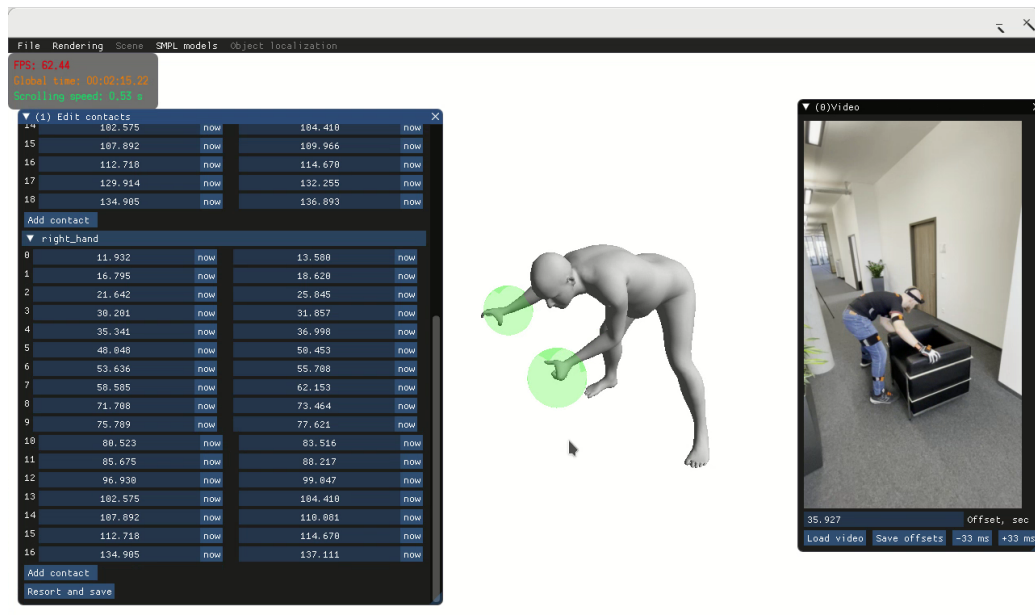 File Rendering Scene SMPL models Object localization
FPS: 62.44
Global time: 00:02:15.22
Scrolling speed: 0.53 s
(1) Edit contacts
14 102.575 now 104.410 now
15 107.892 now 109.966 now
16 112.718 now 114.670 now
17 129.914 now 132.255 now
18 134.905 now 136.893 now
Add contact
right_hand
0 11.932 now 13.580 now
1 16.795 now 18.620 now
2 21.642 now 25.845 now
3 30.201 now 31.857 now
4 35.341 now 36.998 now
5 48.048 now 50.453 now
6 53.636 now 55.708 now
7 58.585 now 62.153 now
8 71.708 now 73.464 now
9 75.789 now 77.621 now
10 80.523 now 83.516 now
11 85.675 now 88.217 now
12 96.930 now 99.047 now
13 102.575 now 104.410 now
14 107.892 now 110.081 now
15 112.718 now 114.670 now
16 134.905 now 137.111 now
Add contact
Resort and save
(0)Video
35.927 Offset, sec
Load video Save offsets -33 ms +33 ms